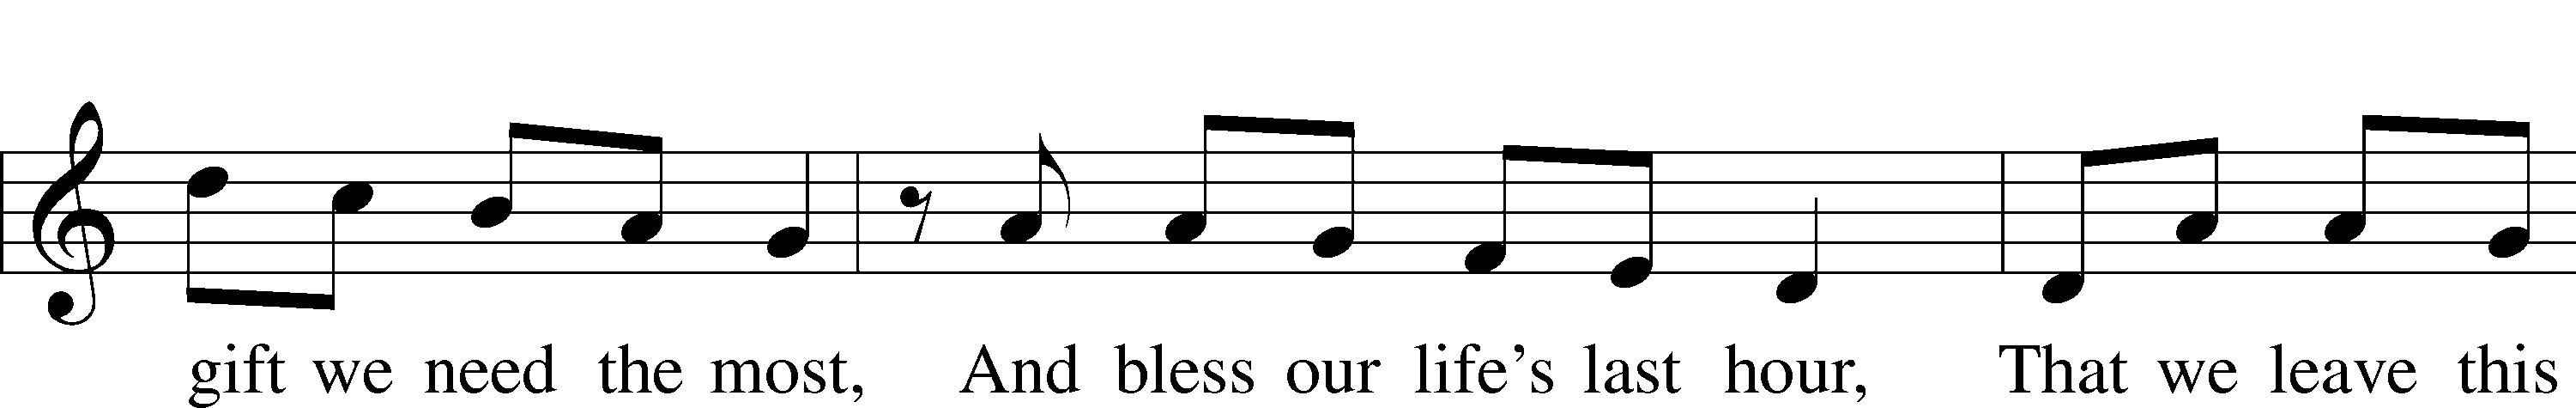 gift we need the most, And bless our life's last hour, That we leave this